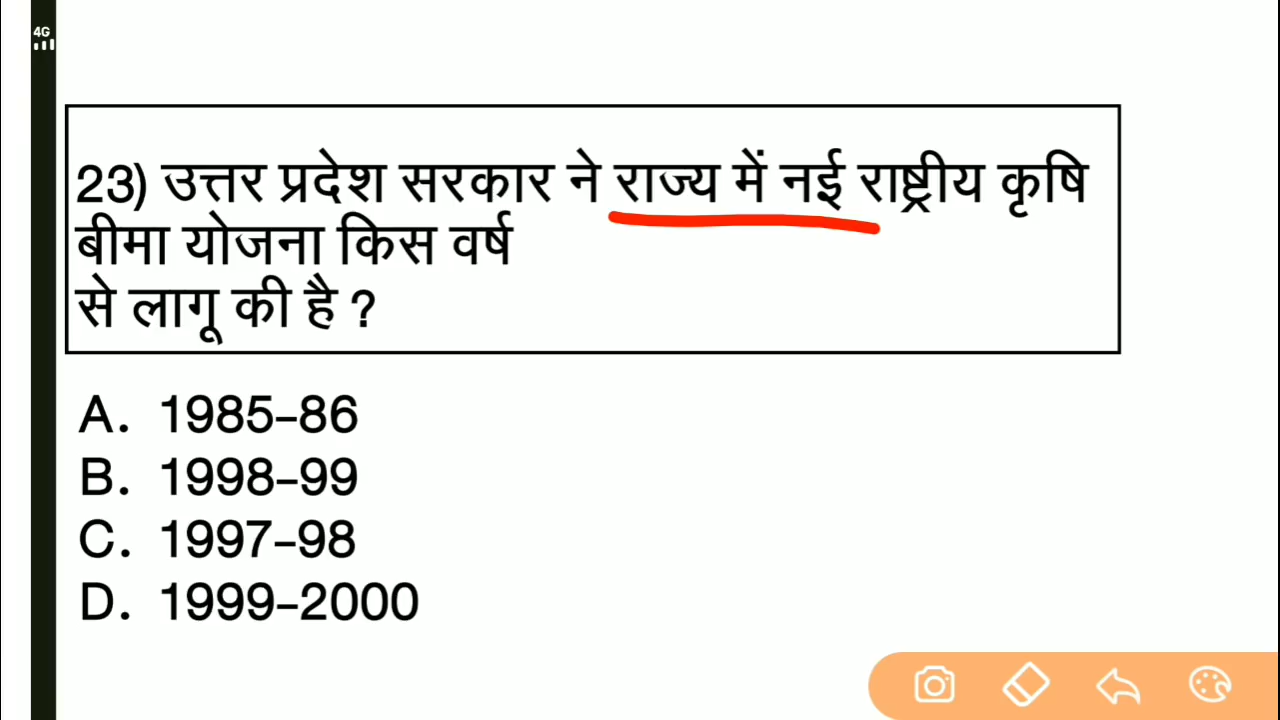 4G
23) उत्तर प्रदेश सरकार ने राज्य में नई राष्ट्रीय कृषि
बीमा योजना किस वर्ष
से लागू की है ?
A. 1985–86
B. 1998–99
C. 1997–98
D. 1999–2000